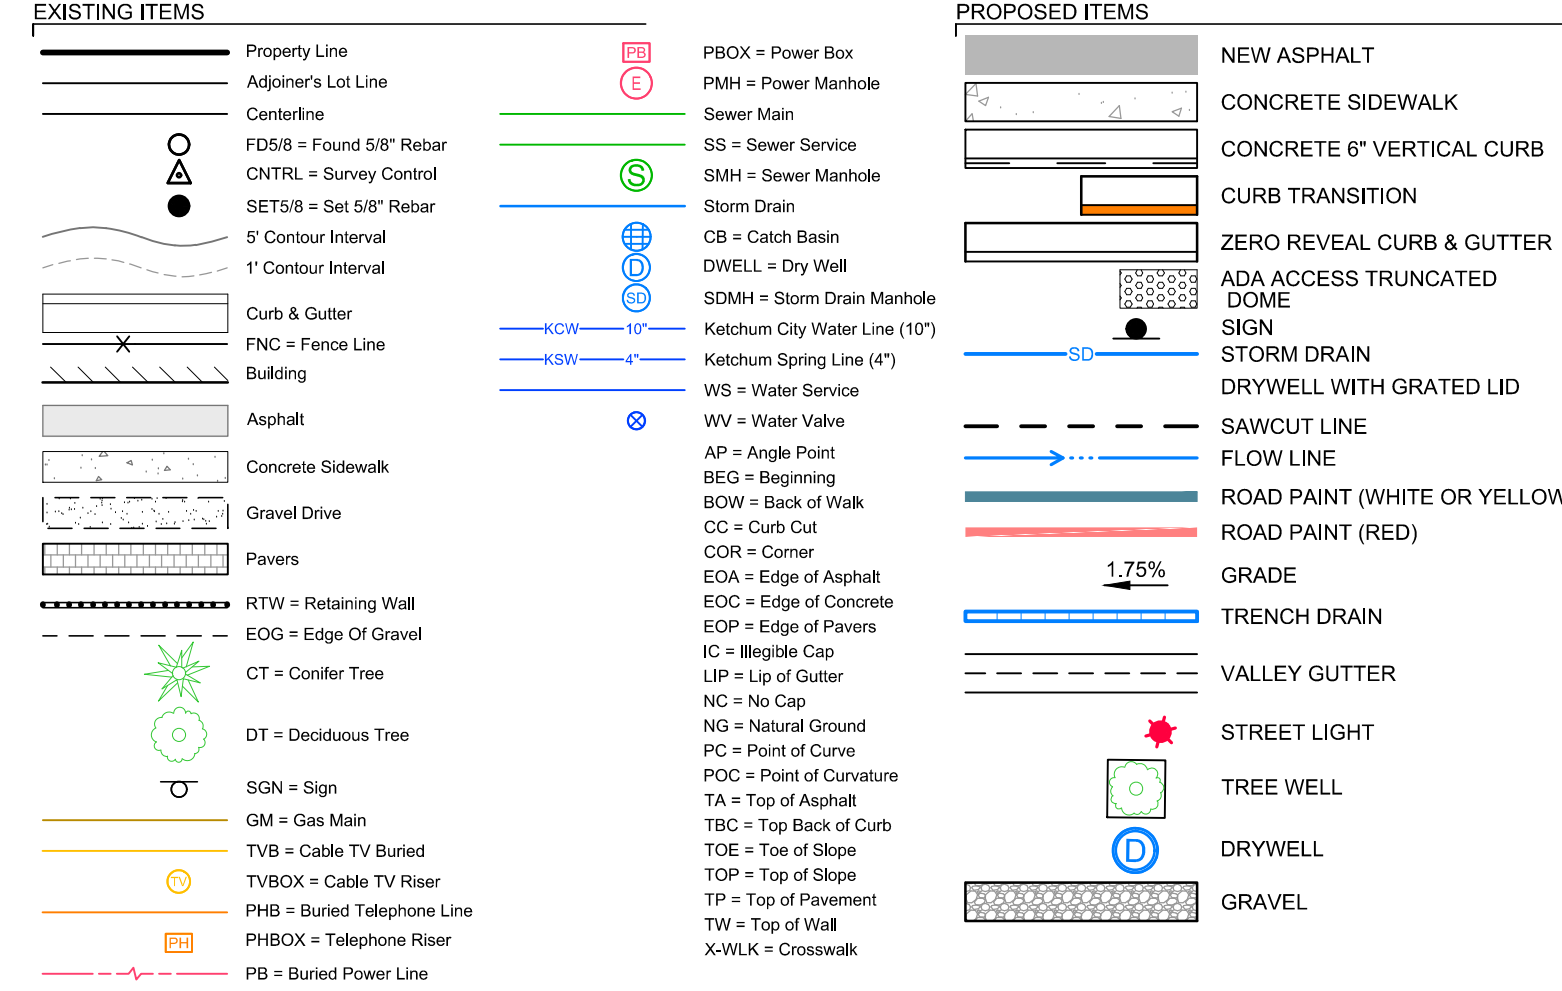 EXISTING ITEMS
Property Line
Adjoiner's Lot Line
Centerline
FD5/8 = Found 5/8" Rebar
CNTRL = Survey Control
SET5/8 = Set 5/8" Rebar
5' Contour Interval
1' Contour Interval
Curb & Gutter
FNC = Fence Line
Building
Asphalt
Concrete Sidewalk
Gravel Drive
Pavers
RTW = Retaining Wall
EOG = Edge Of Gravel
CT = Conifer Tree
DT = Deciduous Tree
SGN = Sign
GM = Gas Main
TVB = Cable TV Buried
TV TVBOX = Cable TV Riser
PHB = Buried Telephone Line
PH PHBOX = Telephone Riser
PB = Buried Power Line
PB PBOX = Power Box
E PMH = Power Manhole
Sewer Main
SS = Sewer Service
S SMH = Sewer Manhole
Storm Drain
CB = Catch Basin
D DWELL = Dry Well
SD SDMH = Storm Drain Manhole
KCW 10" Ketchum City Water Line (10")
KSW 4" Ketchum Spring Line (4")
WS = Water Service
WV = Water Valve
AP = Angle Point
BEG = Beginning
BOW = Back of Walk
CC = Curb Cut
COR = Corner
EOA = Edge of Asphalt
EOC = Edge of Concrete
EOP = Edge of Pavers
IC = Illegible Cap
LIP = Lip of Gutter
NC = No Cap
NG = Natural Ground
PC = Point of Curve
POC = Point of Curvature
TA = Top of Asphalt
TBC = Top Back of Curb
TOE = Toe of Slope
TOP = Top of Slope
TP = Top of Pavement
TW = Top of Wall
X-WLK = Crosswalk
PROPOSED ITEMS
NEW ASPHALT
CONCRETE SIDEWALK
CONCRETE 6" VERTICAL CURB
CURB TRANSITION
ZERO REVEAL CURB & GUTTER
ADA ACCESS TRUNCATED
DOME
SIGN
SD STORM DRAIN
DRYWELL WITH GRATED LID
SAWCUT LINE
FLOW LINE
ROAD PAINT (WHITE OR YELLOW
ROAD PAINT (RED)
1.75% GRADE
TRENCH DRAIN
VALLEY GUTTER
STREET LIGHT
TREE WELL
D DRYWELL
GRAVEL